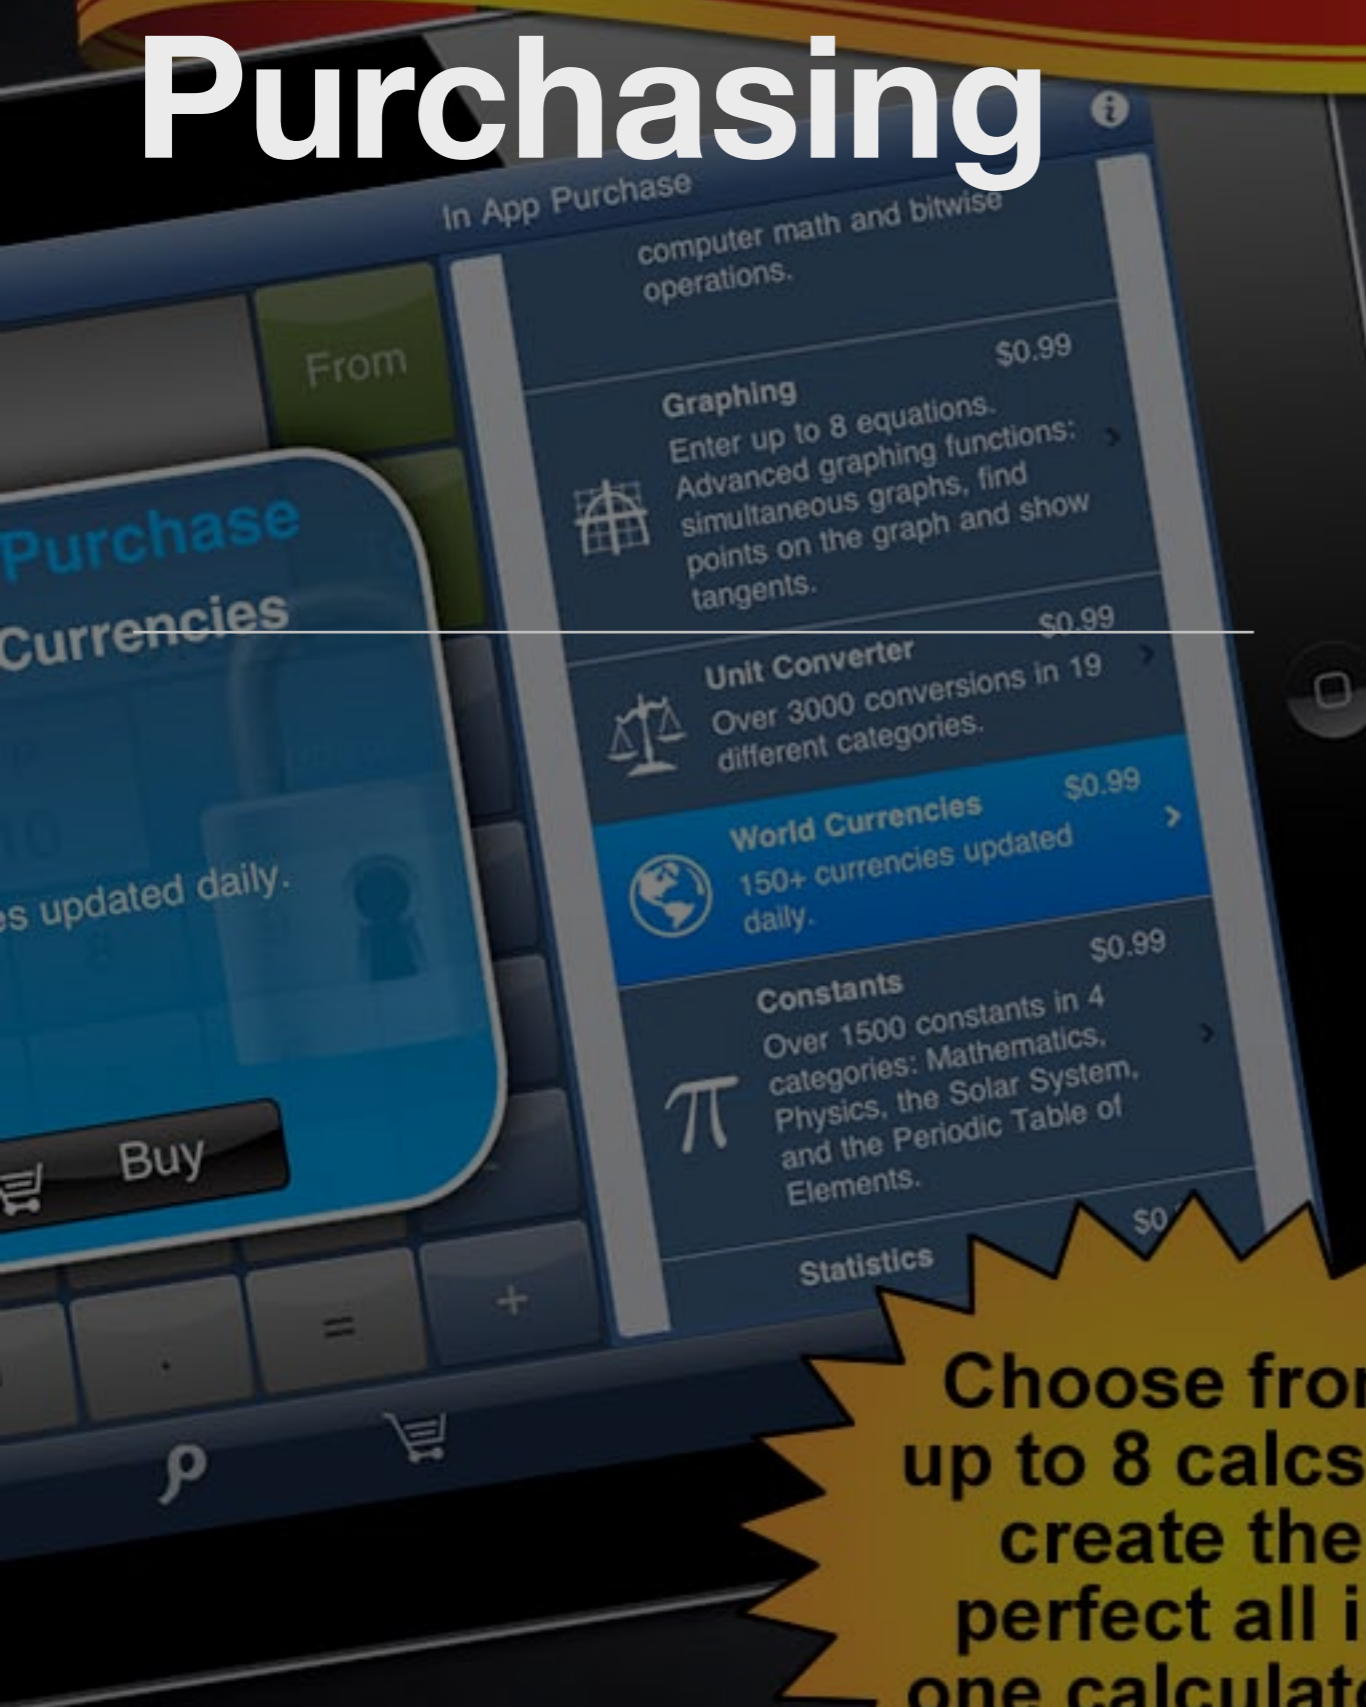 Purchasing
In App Purchase
computer math and bitwise
operations.
From
$0.99
Graphing
Enter up to 8 equations.
Advanced graphing functions:
simultaneous graphs, find
points on the graph and show
tangents.
Purchase
Currencies
$0.99
Unit Converter
Over 3000 conversions in 19
different categories.
$0.99
World Currencies
150+ currencies updated
daily.
updated daily.
$0.99
Constants
Over 1500 constants in 4
categories: Mathematics,
Physics, the Solar System,
and the Periodic Table of
Elements.
Buy
$0
Statistics
+
=
.
Choose
up to 8 calcs
create the
perfect all
one